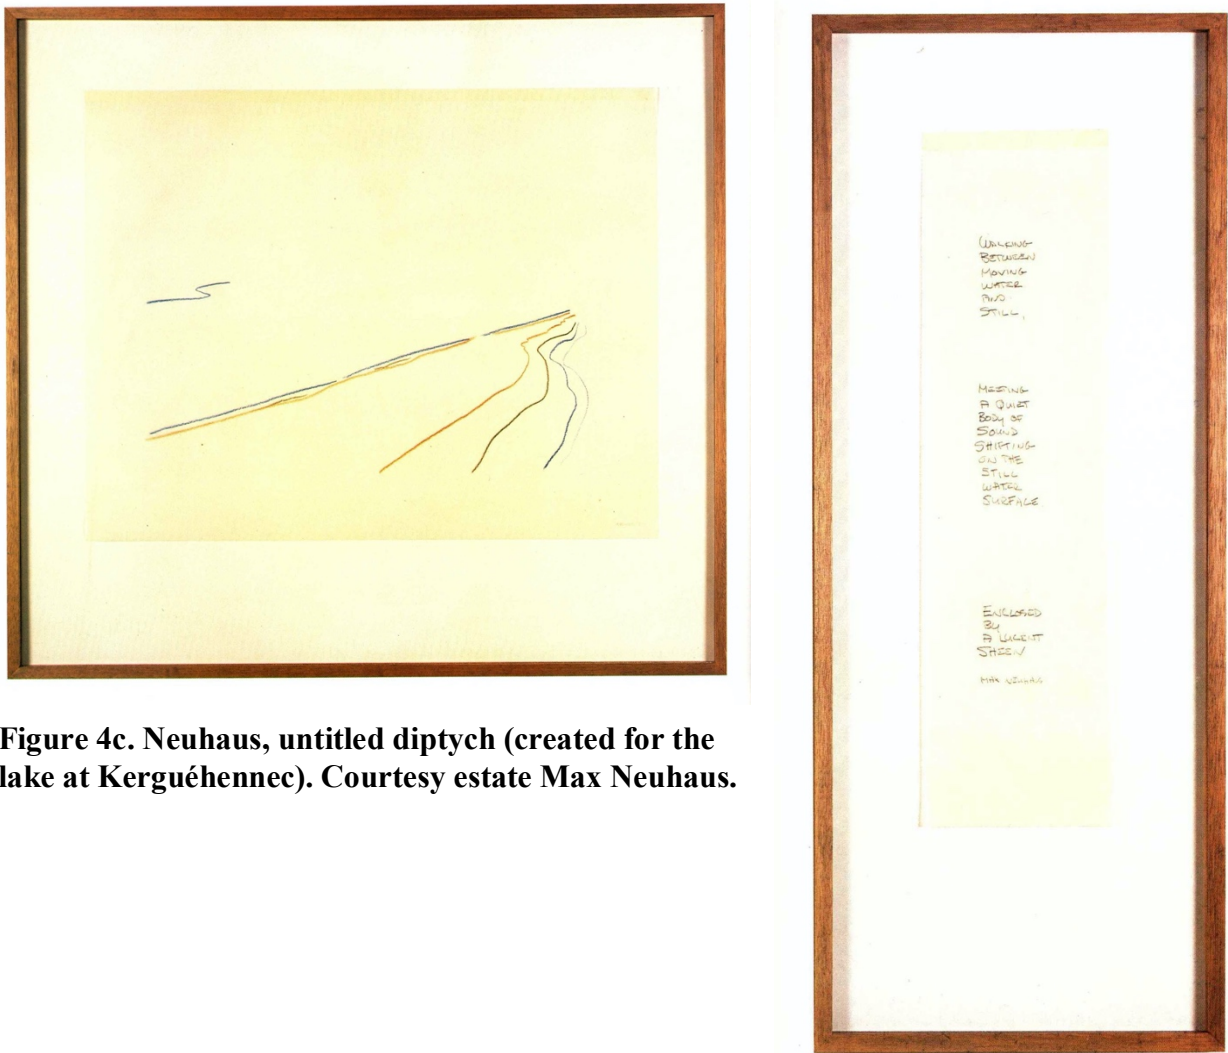 Figure 4c. Neuhaus, untitled diptych (created for the
lake at Kerguéhennec). Courtesy estate Max Neuhaus.
WALKING
BETWEEN
MOVING
WATER
AND
STILL,
MEETING
A QUIET
BODY OF
SOUND
SHIFTING
ON THE
STILL
WATER
SURFACE
ENCLOSED
BY
A LUCENT
SHEEN
MAX NEUHAUS